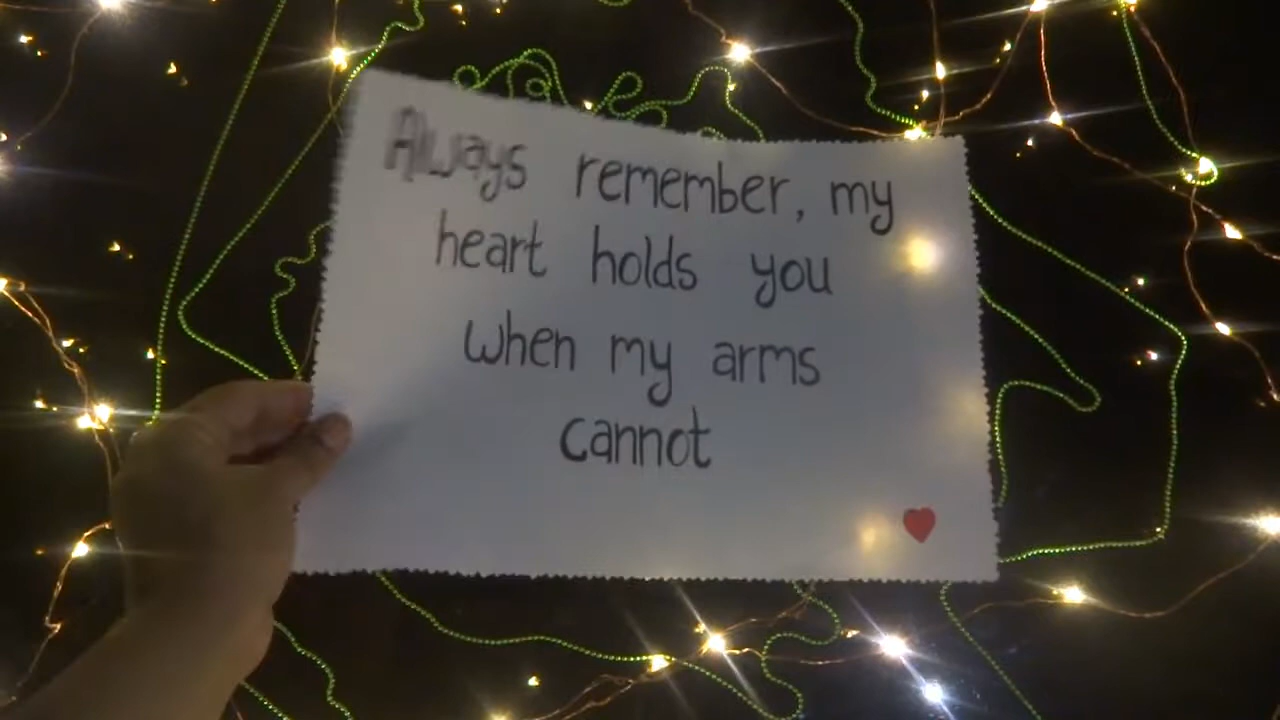 Always remember, my
heart holds you
when my arms
cannot